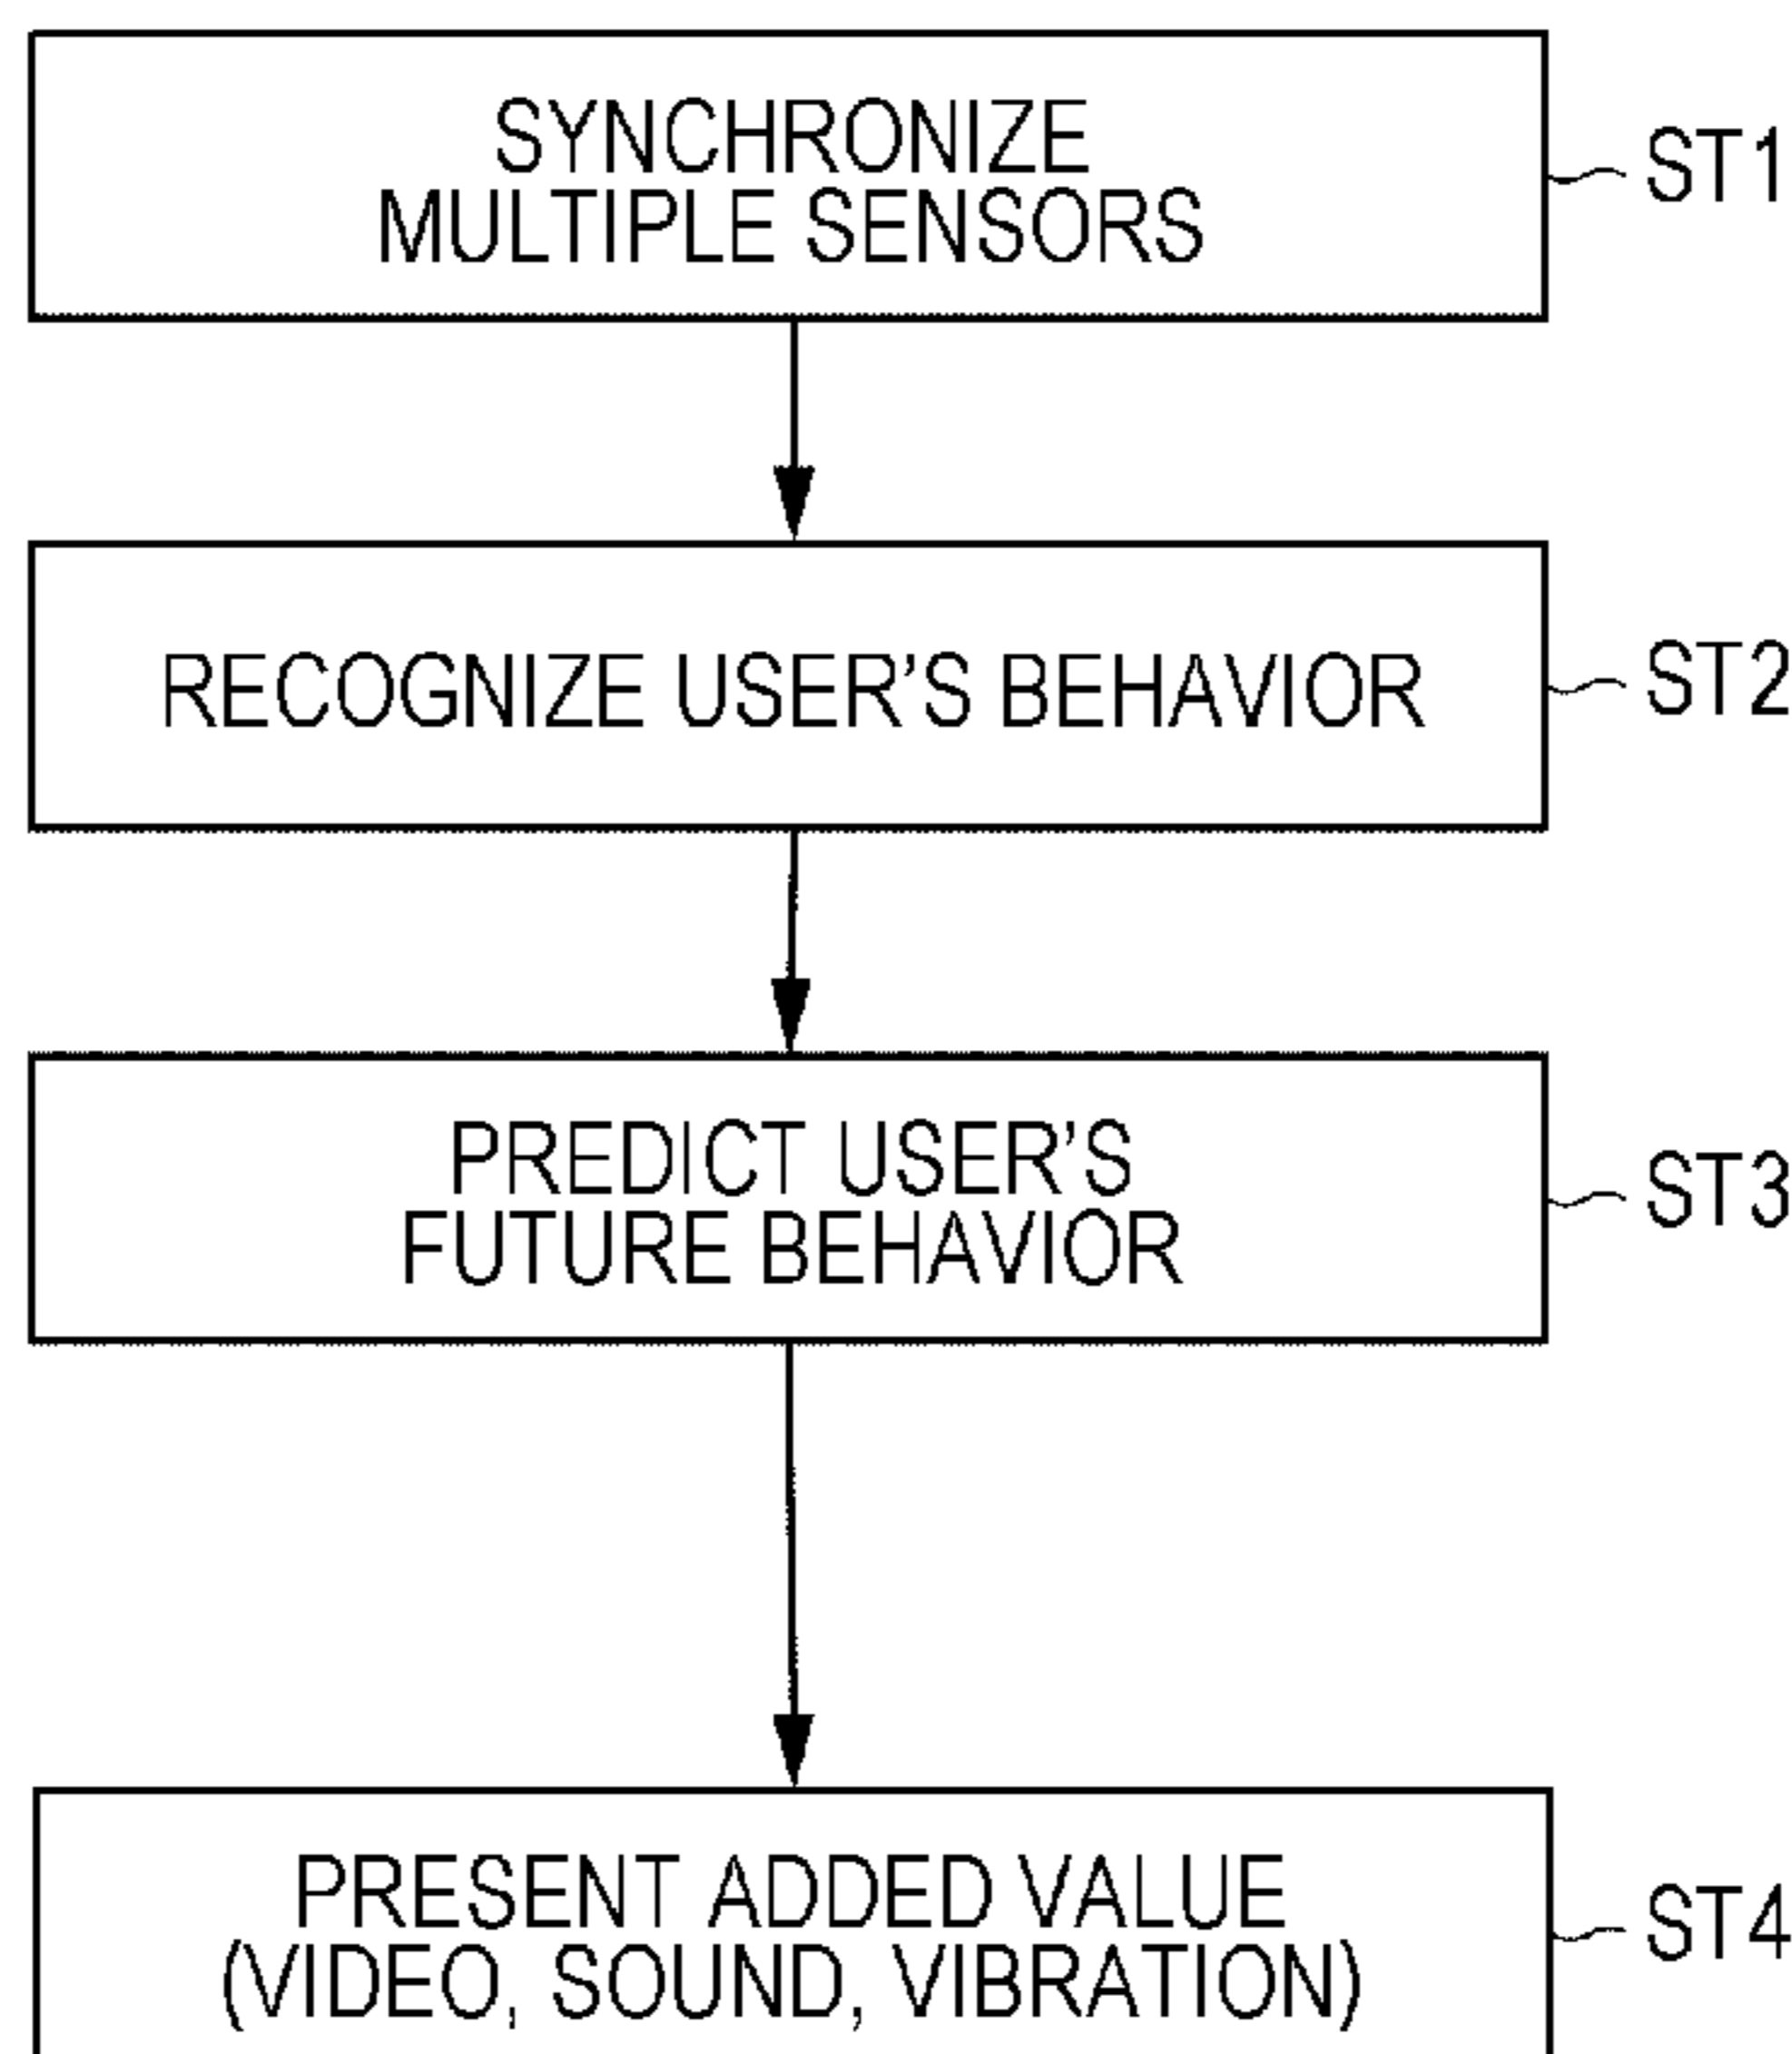 SYNCHRONIZE
MULTIPLE SENSORS
ST1
RECOGNIZE USER'S BEHAVIOR
ST2
PREDICT USER'S
FUTURE BEHAVIOR
ST3
PRESENT ADDED VALUE
(VIDEO, SOUND, VIBRATION)
ST4